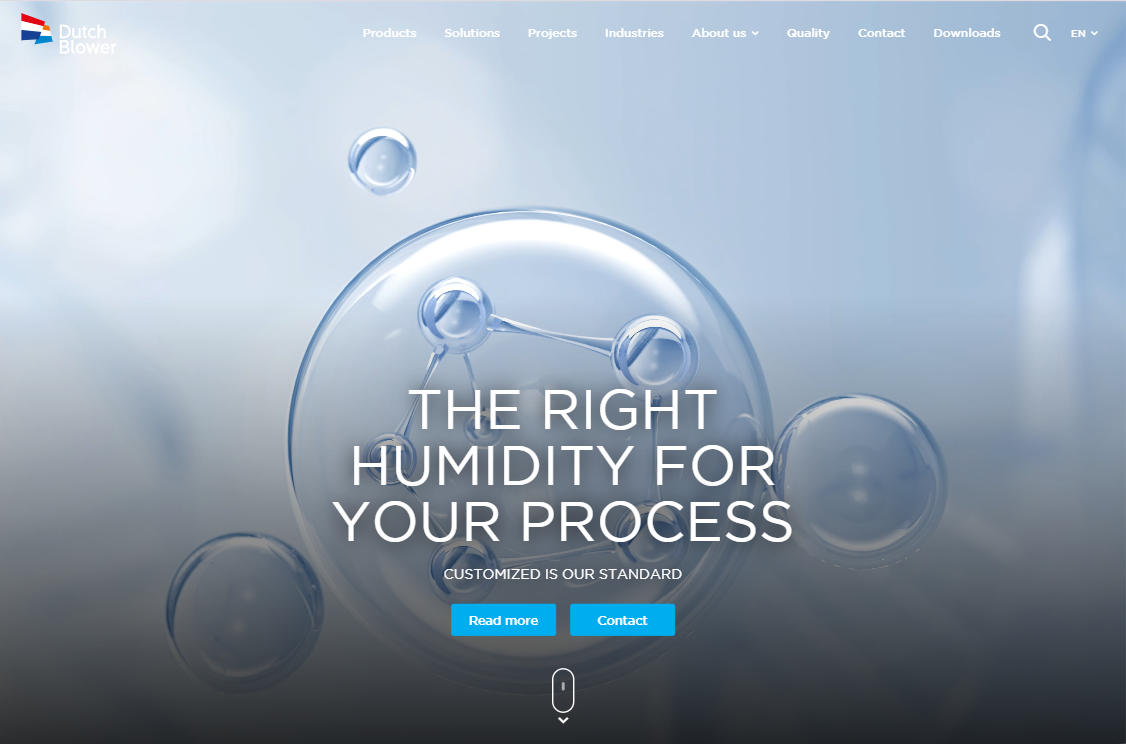 Dutch
Blower
Products Solutions Projects Industries About us Quality Contact Downloads EN
THE RIGHT
HUMIDITY FOR
YOUR PROCESS
CUSTOMIZED IS OUR STANDARD
Read more Contact